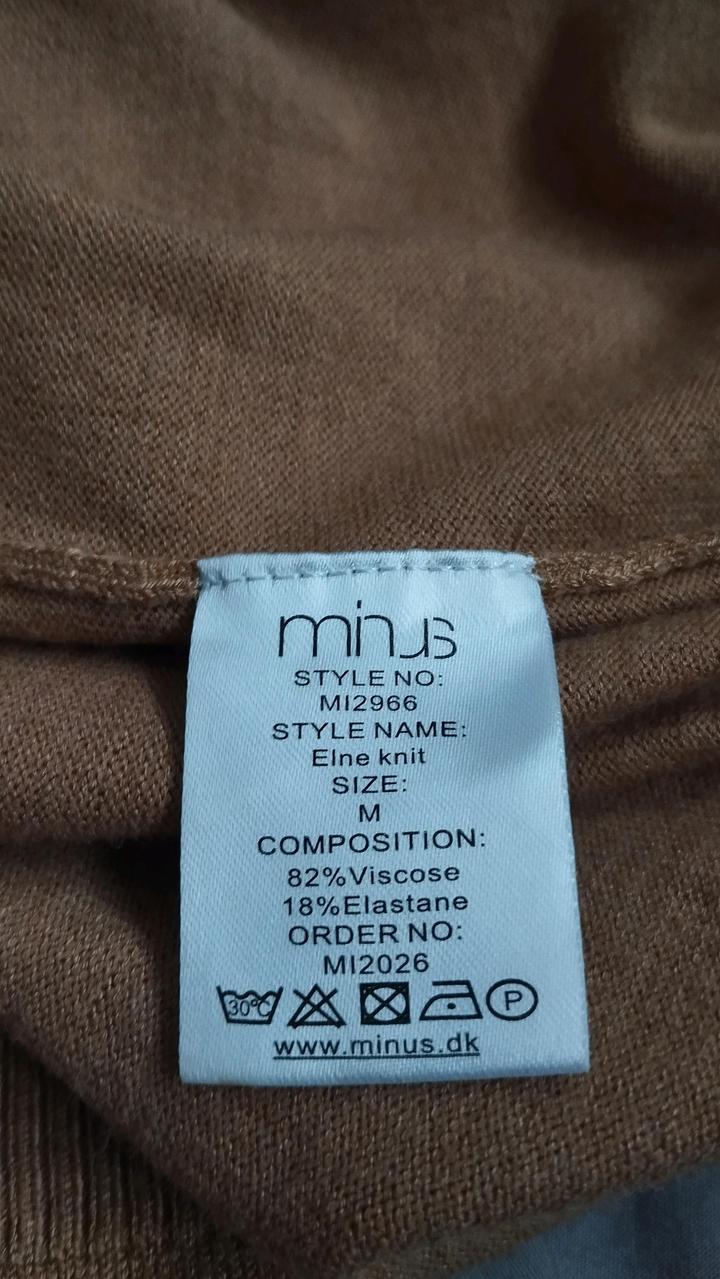 minus
STYLE NO:
MI2966
STYLE NAME:
Elne knit
SIZE:
M
COMPOSITION:
82%Viscose
18%Elastane
ORDER NO:
MI2026
30°C P
www.minus.dk